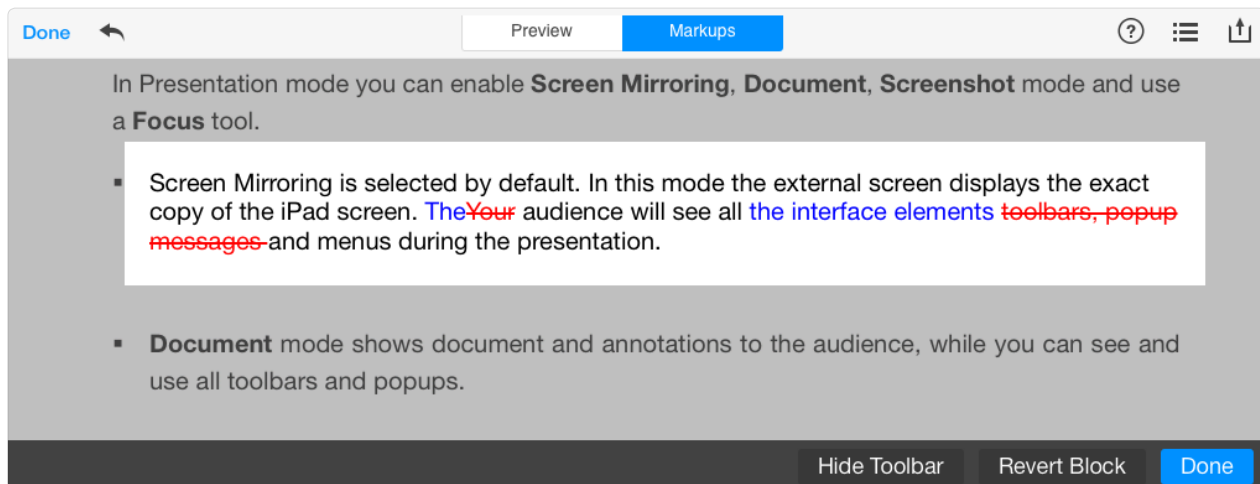 Done Preview Markups ?
In Presentation mode you can enable Screen Mirroring, Document, Screenshot mode and use
a Focus tool.
▪ Screen Mirroring is selected by default. In this mode the external screen displays the exact
copy of the iPad screen. TheYour audience will see all the interface elements toolbars, popup
messages and menus during the presentation.
▪ Document mode shows document and annotations to the audience, while you can see and
use all toolbars and popups.
Hide Toolbar Revert Block Done